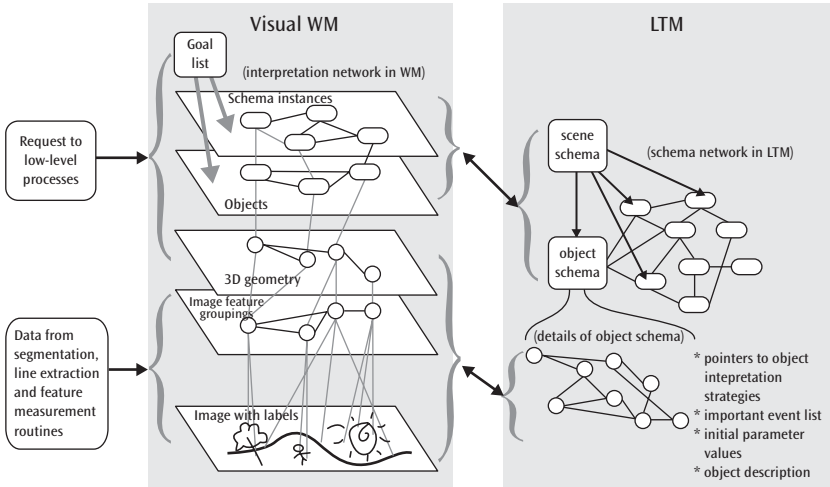 Visual WM
LTM
Goal
list
(interpretation network in WM)
Schema instances
Request to
low-level
processes
Objects
3D geometry
Image feature
groupings
Data from
segmentation,
line extraction
and feature
measurement
routines
Image with labels
scene
schema
(schema network in LTM)
object
schema
(details of object schema)
* pointers to object
intepretation
strategies
* important event list
* initial parameter
values
* object description